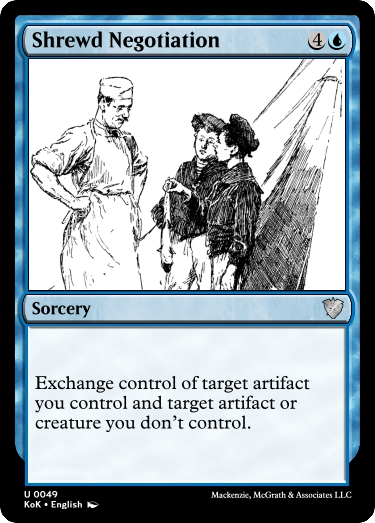 Shrewd Negotiation 4
Sorcery
Exchange control of target artifact
you control and target artifact or
creature you don't control.
U 0049
KoK • English
Mackenzie, McGrath & Associates LLC